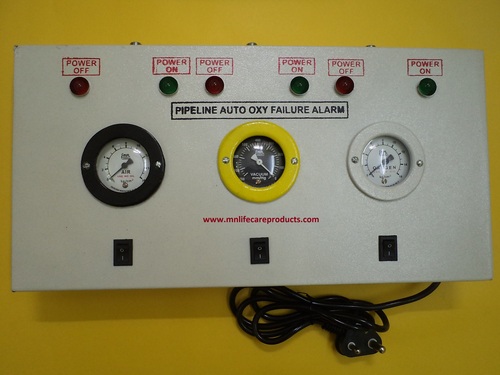 POWER OFF
POWER ON
POWER OFF
POWER ON
POWER OFF
POWER ON
PIPELINE AUTO OXY FAILURE ALARM
AIR
VACUUM
www.mnlifecareproducts.com